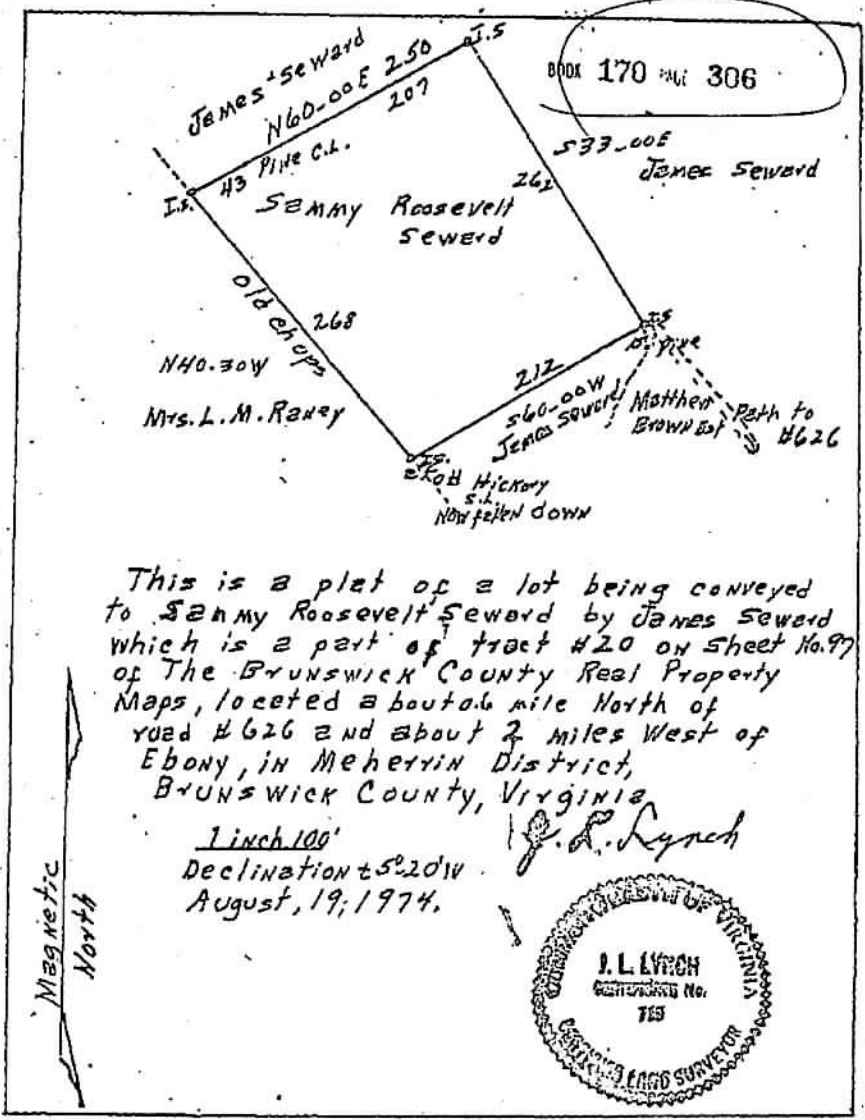 BOOK 170 PAGE 306
I.S
James Seward
N60-00E 250
207
43 Pine C.L.
I.S.
S33-00E
James Seward
262
Sammy Roosevelt
Seward
Old Chops
268
N40-30W
Mrs. L. M. Raney
I.S
Pine
212
S60-00W
James Seward
Matthew
Brown Est
Path to
#626
I.S.
Hickory
S.L.
Now fallen down
This is a plat of a lot being conveyed
to Sammy Roosevelt Seward by James Seward
which is a part of tract #20 on Sheet No. 97
of The Brunswick County Real Property
Maps, located about 0.6 mile North of
road #626 and about 2 miles West of
Ebony, in Meherrin District,
Brunswick County, Virginia
J. L. Lynch
1 inch 100'
Declination ± 5°-20' W
August, 19, 1974.
Magnetic
North
COMMONWEALTH OF VIRGINIA
J. L. LYNCH
No.
CERTIFIED LAND SURVEYOR